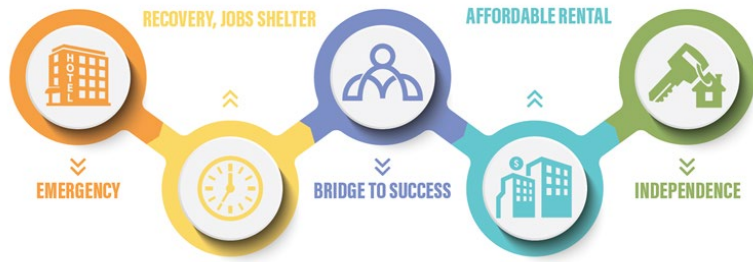 RECOVERY, JOBS SHELTER
AFFORDABLE RENTAL
HOTEL
$
EMERGENCY
BRIDGE TO SUCCESS
INDEPENDENCE